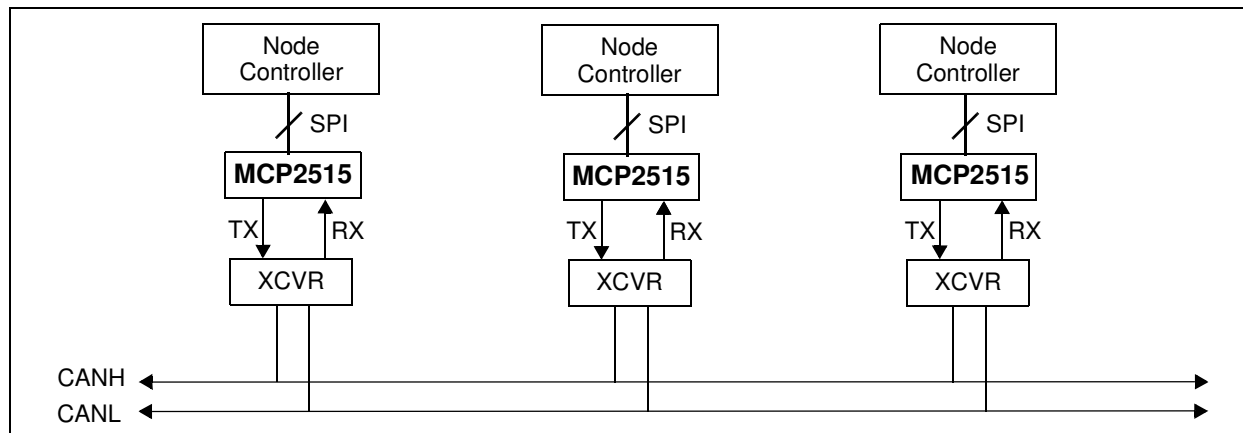 Node
Controller
Node
Controller
Node
Controller
SPI
SPI
SPI
MCP2515
MCP2515
MCP2515
TX
RX
TX
RX
TX
RX
XCVR
XCVR
XCVR
CANH
CANL